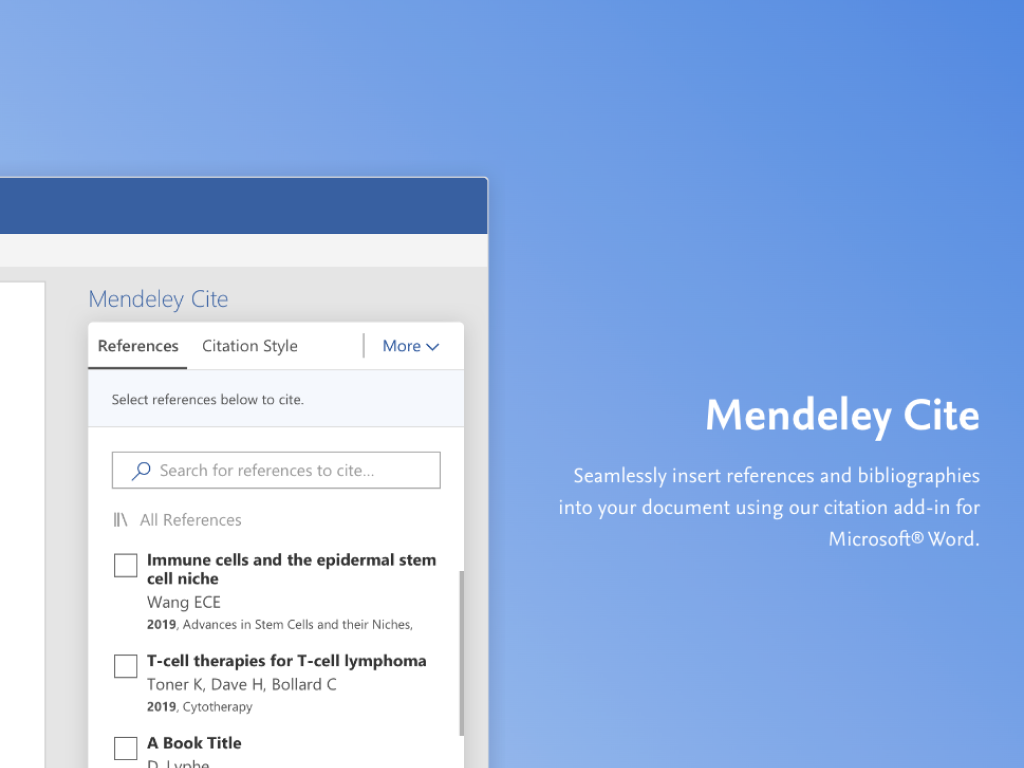 Mendeley Cite
References
Citation Style
More
Select references below to cite.
Search for references to cite...
All References
Immune cells and the epidermal stem
cell niche
Wang ECE
2019, Advances in Stem Cells and their Niches,
T-cell therapies for T-cell lymphoma
Toner K, Dave H, Bollard C
2019, Cytotherapy
A Book Title
D. Lyphe
Mendeley Cite
Seamlessly insert references and bibliographies
into your document using our citation add-in for
Microsoft® Word.